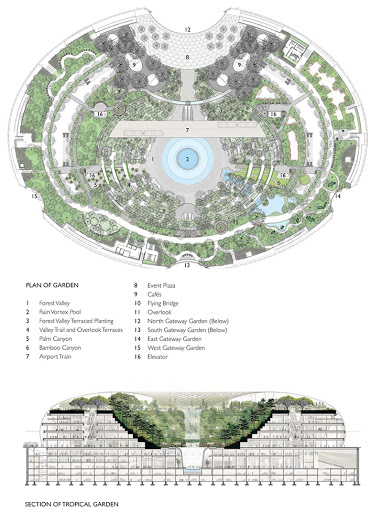 12
9
8
9
10
16
16
7
1
2
16
5
4
4
16
15
14
13
PLAN OF GARDEN
1 Forest Valley
2 Rain Vortex Pool
3 Forest Valley Terraced Planting
4 Valley Trail and Overlook Terraces
5 Palm Canyon
6 Bamboo Canyon
7 Airport Train
8 Event Plaza
9 Cafés
10 Flying Bridge
11 Overlook
12 North Gateway Garden (Below)
13 South Gateway Garden (Below)
14 East Gateway Garden
15 West Gateway Garden
16 Elevator
SECTION OF TROPICAL GARDEN